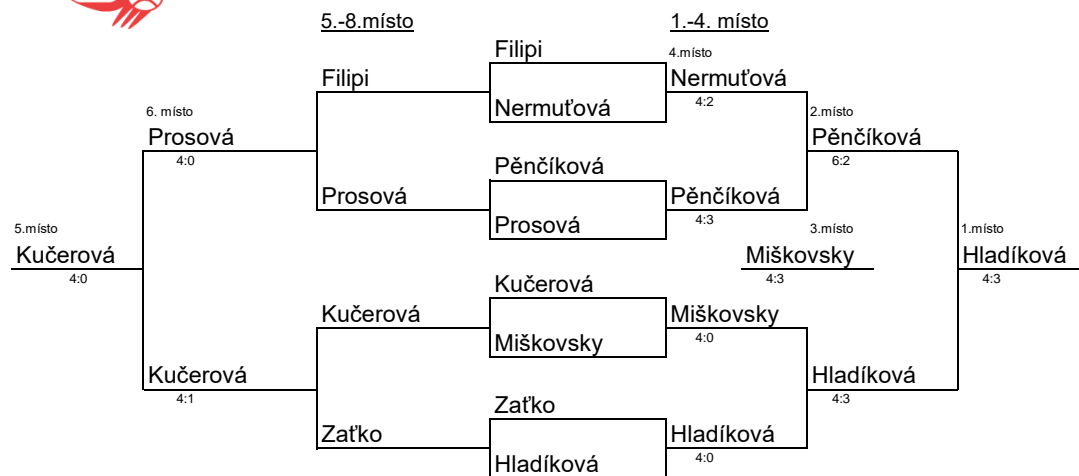 5.-8.místo 1.-4. místo
Filipi 4.místo
Filipi Nermuťová
6. místo Nermuťová 4:2 2.místo
Prosová Pěnčíková
4:0 Pěnčíková 6:2
Prosová Pěnčíková
5.místo Prosová 4:3 3.místo 1.místo
Kučerová Miškovsky Hladíková
4:0 Kučerová 4:3 4:3
Kučerová Miškovsky
Miškovsky 4:0
Kučerová Hladíková
4:1 Zaťko 4:3
Zaťko Hladíková
Hladíková 4:0